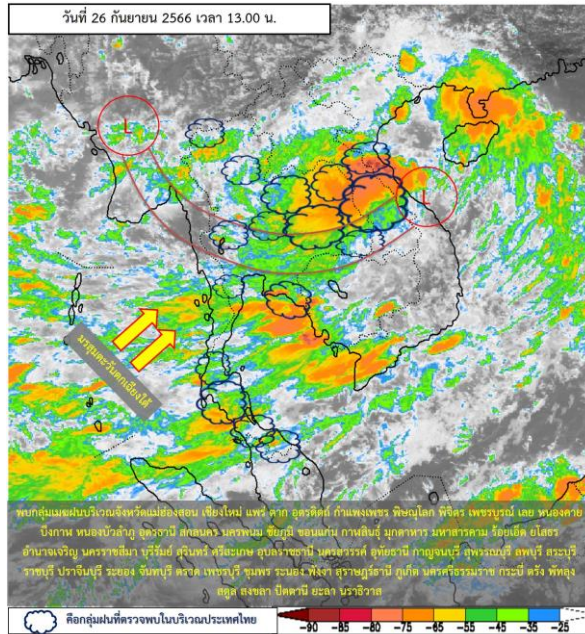 วันที่ 26 กันยายน 2566 เวลา 13.00 น.
L
L
มรสุมตะวันตกเฉียงใต้
พบกลุ่มเมฆฝนบริเวณจังหวัดแม่ฮ่องสอน เชียงใหม่ แพร่ ตาก อุตรดิตถ์ กำแพงเพชร พิษณุโลก พิจิตร เพชรบูรณ์ เลย หนองคาย
บึงกาฬ หนองบัวลำภู อุดรธานี สกลนคร นครพนม ชัยภูมิ ขอนแก่น กาฬสินธุ์ มุกดาหาร มหาสารคาม ร้อยเอ็ด ยโสธร
อำนาจเจริญ นครราชสีมา บุรีรัมย์ สุรินทร์ ศรีสะเกษ อุบลราชธานี นครสวรรค์ อุทัยธานี กาญจนบุรี สุพรรณบุรี ลพบุรี สระบุรี
ราชบุรี ปราจีนบุรี ระยอง จันทบุรี ตราด เพชรบุรี ชุมพร ระนอง พังงา สุราษฎร์ธานี ภูเก็ต นครศรีธรรมราช กระบี่ ตรัง พัทลุง
สตูล สงขลา ปัตตานี ยะลา นราธิวาส
คือกลุ่มฝนที่ตรวจพบในบริเวณประเทศไทย
-90 -85 -80 -65 -55 -45 -35 -25